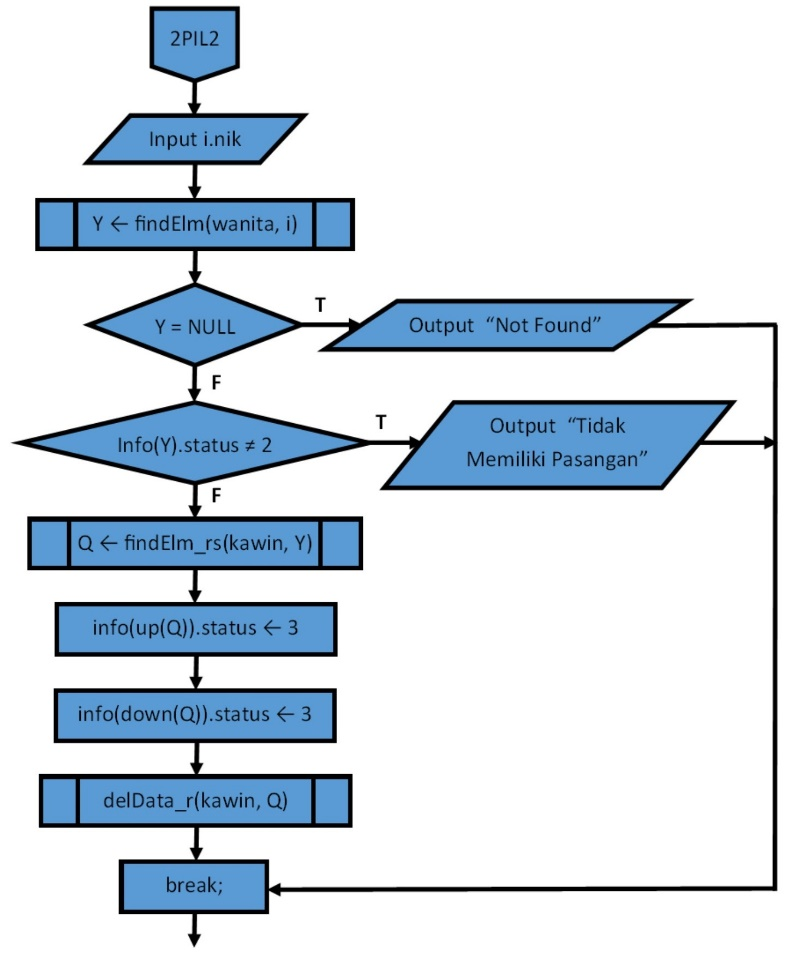 2PIL2
Input i.nik
Y ← findElm(wanita, i)
Y = NULL
T
Output “Not Found”
F
Info(Y).status ≠ 2
T
Output “Tidak
Memiliki Pasangan”
F
Q ← findElm_rs(kawin, Y)
info(up(Q)).status ← 3
info(down(Q)).status ← 3
delData_r(kawin, Q)
break;